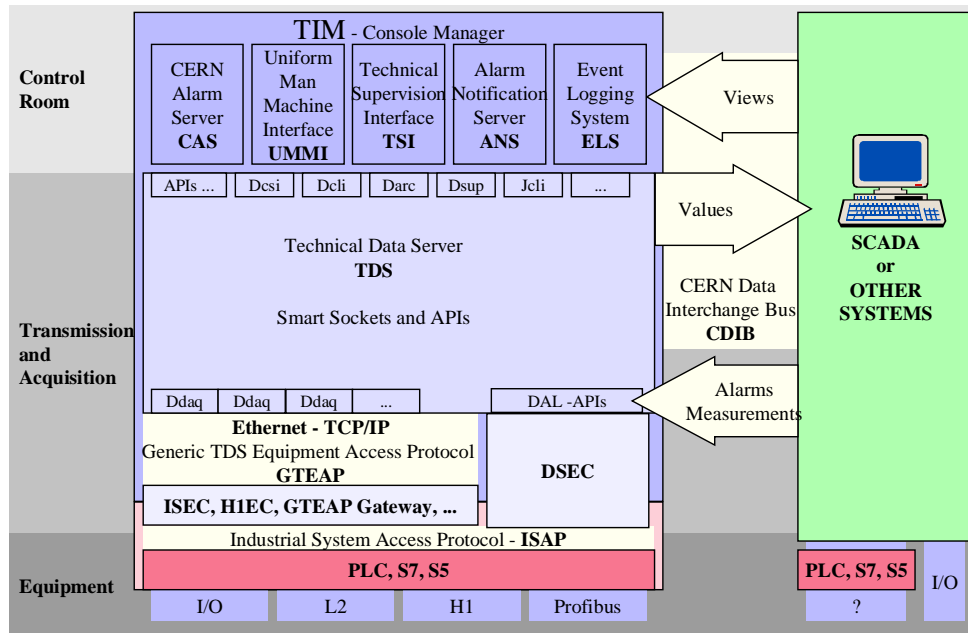 TIM - Console Manager
Control
Room
CERN
Alarm
Server
CAS
Uniform
Man
Machine
Interface
UMMI
Technical
Supervision
Interface
TSI
Alarm
Notification
Server
ANS
Event
Logging
System
ELS
Views
APIs ...
Dcsi
Dcli
Darc
Dsup
Jcli
...
Values
Technical Data Server
TDS
Smart Sockets and APIs
SCADA
or
OTHER
SYSTEMS
CERN Data
Interchange Bus
CDIB
Transmission
and
Acquisition
Ddaq
Ddaq
Ddaq
...
DAL -APIs
Alarms
Measurements
Ethernet - TCP/IP
Generic TDS Equipment Access Protocol
GTEAP
DSEC
ISEC, H1EC, GTEAP Gateway, ...
Industrial System Access Protocol - ISAP
Equipment
PLC, S7, S5
PLC, S7, S5
I/O
I/O
L2
H1
Profibus
?